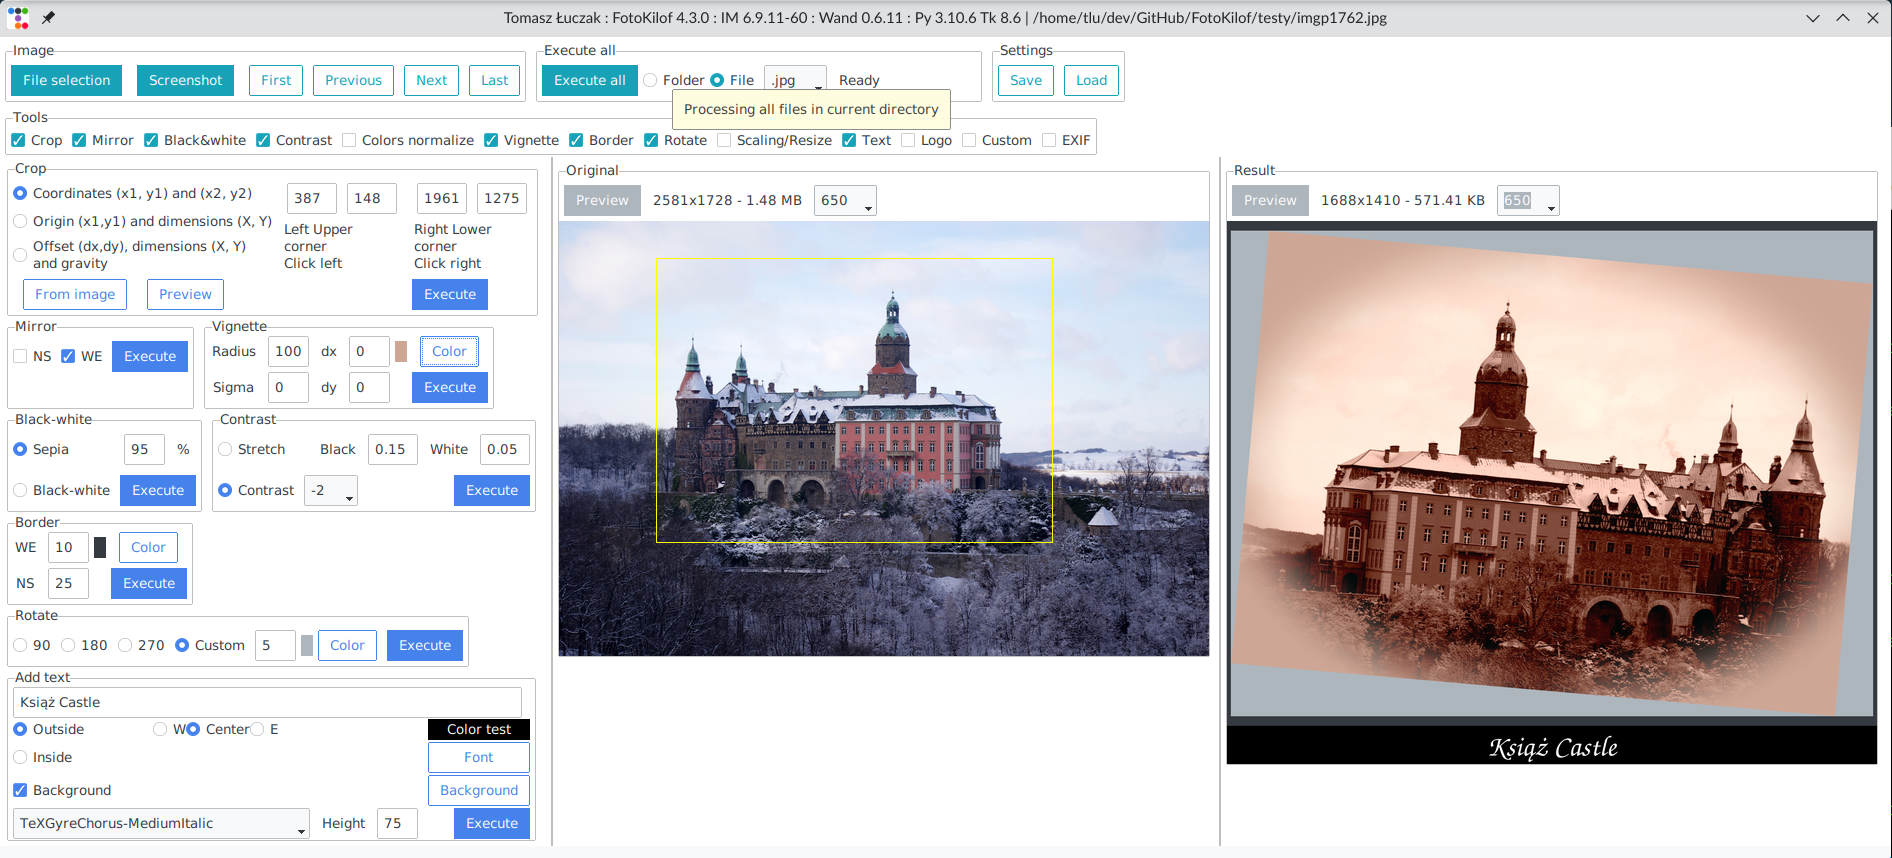 Tomasz Łuczak : FotoKilof 4.3.0 : IM 6.9.11-60 : Wand 0.6.11 : Py 3.10.6 Tk 8.6 | /home/tlu/dev/GitHub/FotoKilof/testy/imgp1762.jpg
Image
File selection Screenshot First Previous Next Last
Execute all
Execute all Folder File .jpg Ready
Settings
Save Load
Processing all files in current directory
Tools
Crop Mirror Black&white Contrast Colors normalize Vignette Border Rotate Scaling/Resize Text Logo Custom EXIF
Crop
Coordinates (x1, y1) and (x2, y2) 387 148 1961 1275
Origin (x1,y1) and dimensions (X, Y)
Offset (dx,dy), dimensions (X, Y)
and gravity
Left Upper
corner
Click left
Right Lower
corner
Click right
From image Preview Execute
Mirror
NS WE Execute
Vignette
Radius 100 dx 0 Color
Sigma 0 dy 0 Execute
Black-white
Sepia 95 %
Black-white Execute
Contrast
Stretch Black 0.15 White 0.05
Contrast -2 Execute
Border
WE 10 Color
NS 25 Execute
Rotate
90 180 270 Custom 5 Color Execute
Add text
Książ Castle
Outside W Center E Color test
Inside Font
Background Background
TeXGyreChorus-MediumItalic Height 75 Execute
Original
Preview 2581x1728 - 1.48 MB 650
Result
Preview 1688x1410 - 571.41 KB 650
Książ Castle